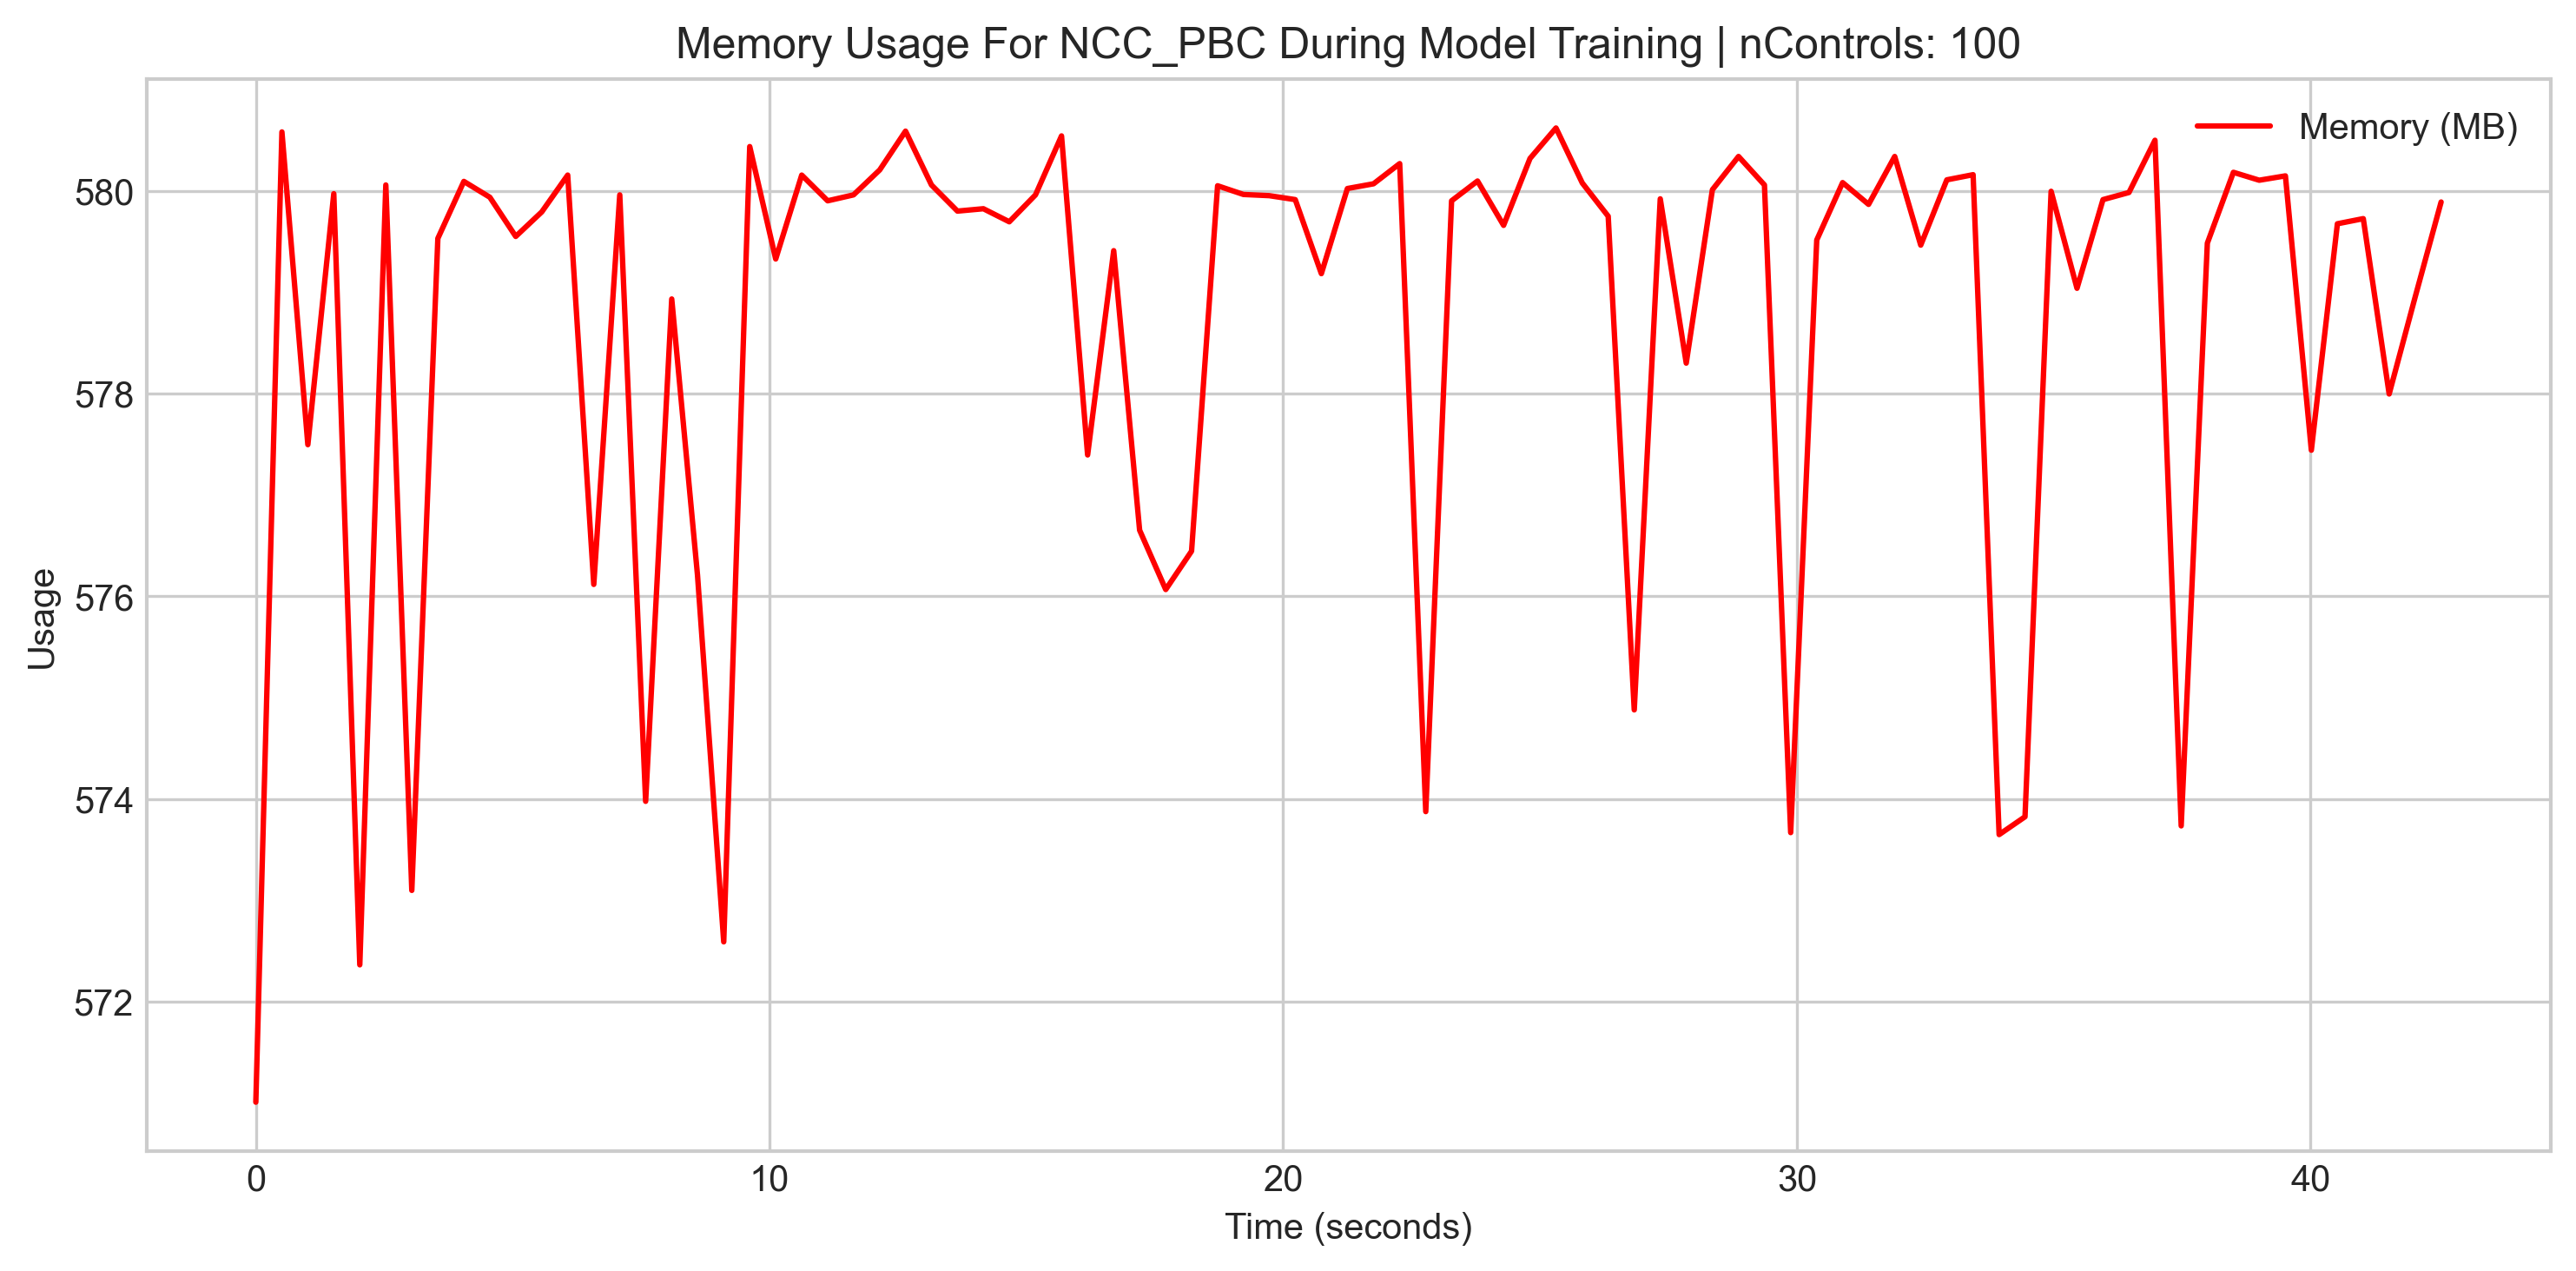 Memory Usage For NCC_PBC During Model Training | nControls: 100
Memory (MB)
580
578
576
574
572
Usage
0 10 20 30 40
Time (seconds)